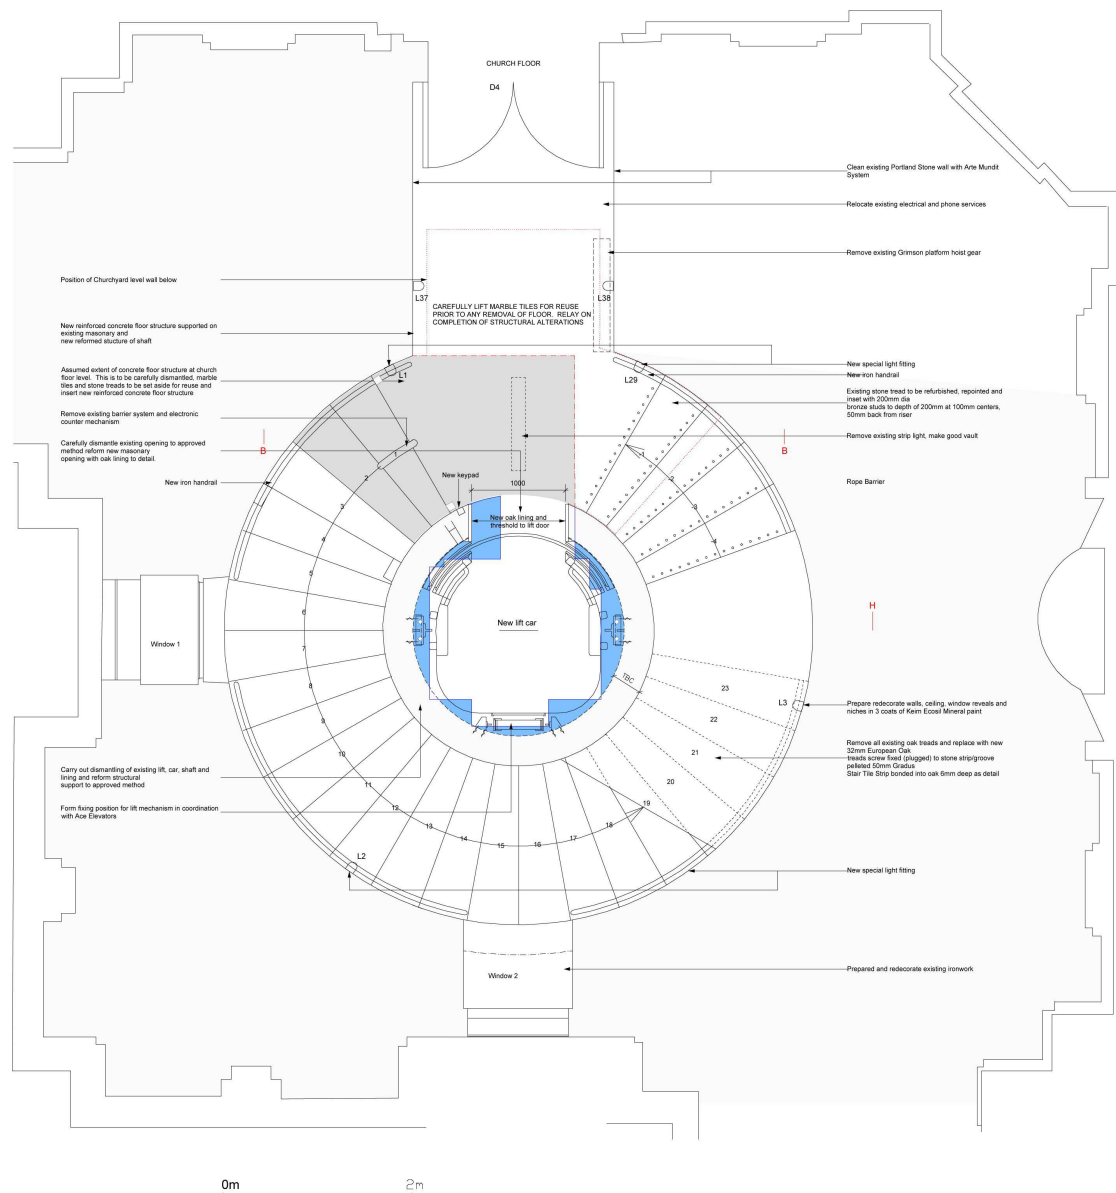 CHURCH FLOOR
D4
Clean existing Portland Stone wall with Arte Mundit
System
Relocate existing electrical and phone services
Remove existing Grimson platform hoist gear
Position of Churchyard level wall below
L37
L38
CAREFULLY LIFT MARBLE TILES FOR REUSE
PRIOR TO ANY REMOVAL OF FLOOR. RELAY ON
COMPLETION OF STRUCTURAL ALTERATIONS
New reinforced concrete floor structure supported on
existing masonary and
new reformed stucture of shaft
Assumed extent of concrete floor structure at church
floor level. This is to be carefully dismantled, marble
tiles and stone treads to be set aside for reuse and
insert new reinforced concrete floor structure
L1
L29
New special light fitting
New iron handrail
Existing stone tread to be refurbished, repointed and
inset with 200mm dia
bronze studs to depth of 200mm at 100mm centers,
50mm back from riser
Remove existing barrier system and electronic
counter mechanism
Remove existing strip light, make good vault
Carefully dismantle existing opening to approved
method reform new masonary
opening with oak lining to detail.
B
B
1
2
3
4
5
6
7
8
9
10
11
12
13
14
15
16
17
18
19
20
21
22
23
-1
-2
-3
-4
New iron handrail
New keypad
1000
Rope Barrier
New oak lining and
threshold to lift door
New lift car
H
Window 1
TBC
L3
Prepare redecorate walls, ceiling, window reveals and
niches in 3 coats of Keim Ecosil Mineral paint
Remove all existing oak treads and replace with new
32mm European Oak
treads screw fixed (plugged) to stone strip/groove
pelleted 50mm Gradus
Stair Tile Strip bonded into oak 6mm deep as detail
Carry out dismantling of existing lift, car, shaft and
lining and reform structural
support to approved method
Form fixing position for lift mechanism in coordination
with Ace Elevators
L2
New special light fitting
Window 2
Prepared and redecorate existing ironwork
0m
2m